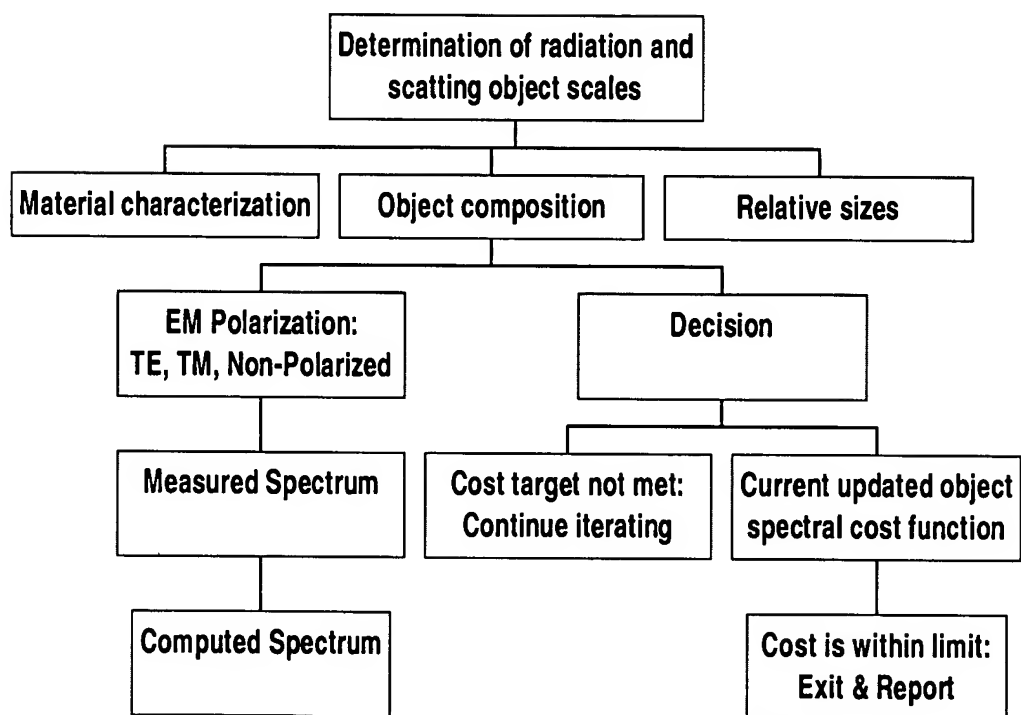 Determination of radiation and
scatting object scales
Material characterization
Object composition
Relative sizes
EM Polarization:
TE, TM, Non-Polarized
Decision
Measured Spectrum
Cost target not met:
Continue iterating
Current updated object
spectral cost function
Computed Spectrum
Cost is within limit:
Exit & Report